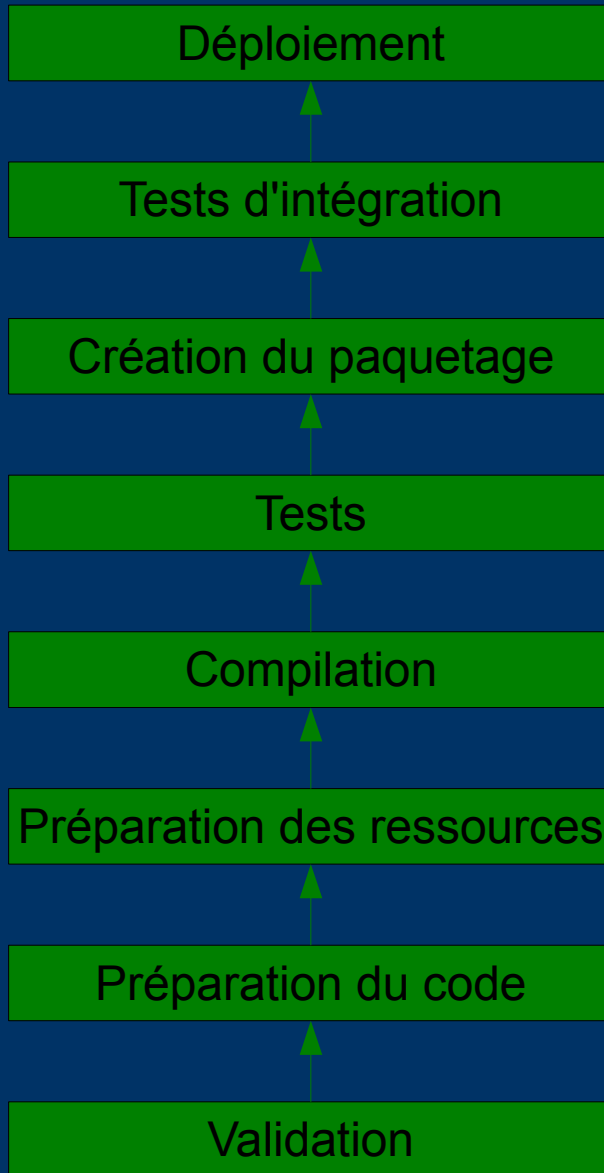 Déploiement
Tests d'intégration
Création du paquetage
Tests
Compilation
Préparation des ressources
Préparation du code
Validation